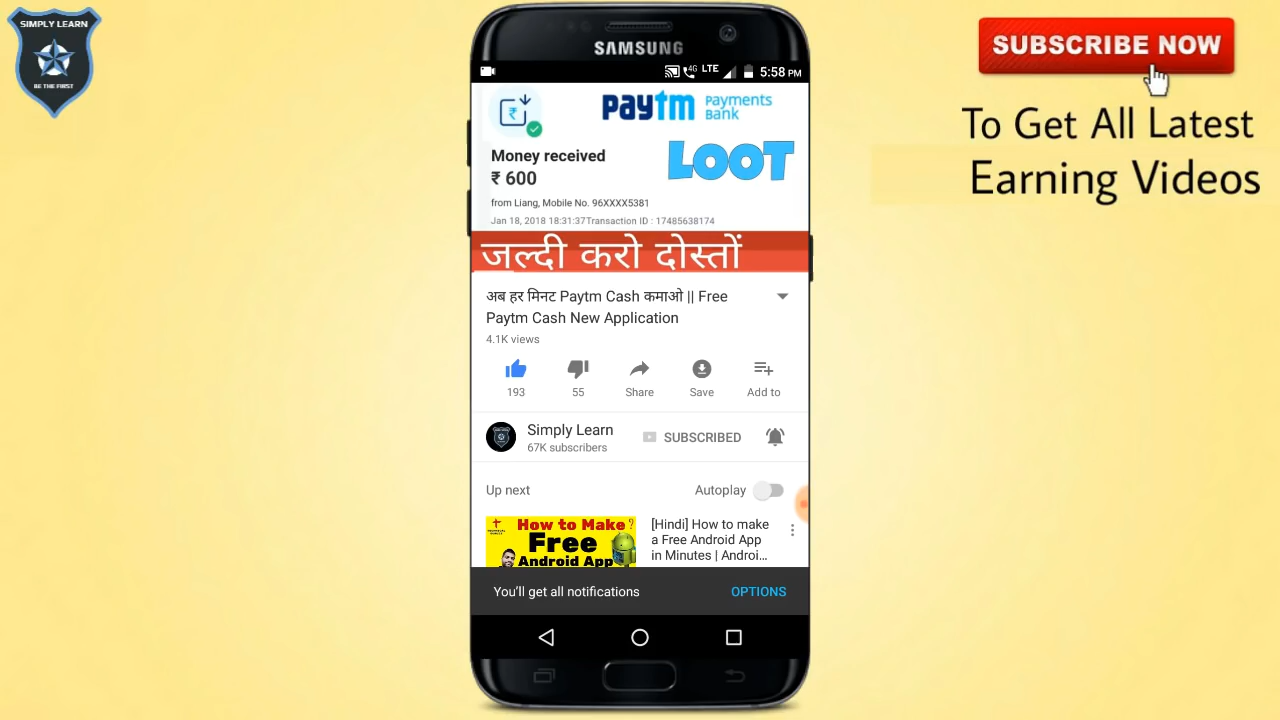 SIMPLY LEARN
BE THE FIRST
SUBSCRIBE NOW
To Get All Latest
Earning Videos
SAMSUNG
4G LTE 5:58 PM
paytm Payments Bank
LOOT
Money received
₹ 600
from Liang, Mobile No. 96XXXX5381
Jan 18, 2018 18:31:37Transaction ID : 17485638174
जल्दी करो दोस्तों
अब हर मिनट Paytm Cash कमाओ || Free
Paytm Cash New Application
4.1K views
193 55 Share Save Add to
Simply Learn
67K subscribers
SUBSCRIBED
Up next Autoplay
How to Make ?
Free
Android App
[Hindi] How to make
a Free Android App
in Minutes | Androi...
You'll get all notifications OPTIONS